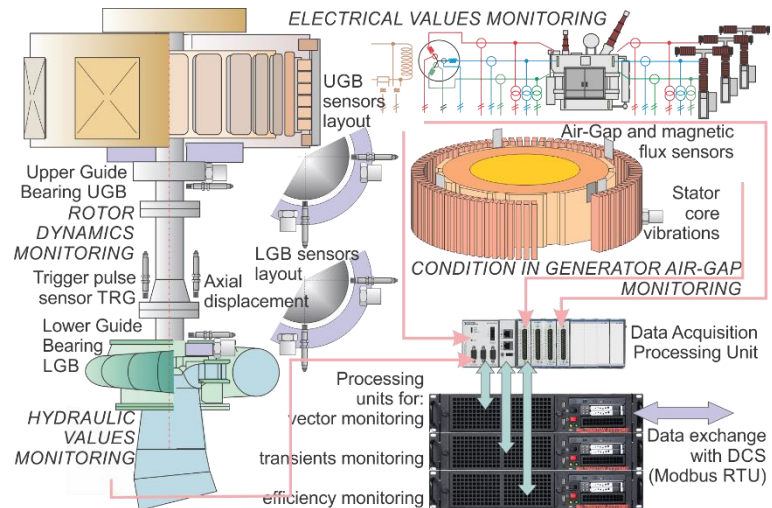 ELECTRICAL VALUES MONITORING
UGB
sensors
layout
Air-Gap and magnetic
flux sensors
Upper Guide
Bearing UGB
ROTOR
DYNAMICS
MONITORING
Stator
core
vibrations
LGB sensors
layout
CONDITION IN GENERATOR AIR-GAP
MONITORING
Trigger pulse
sensor TRG
Axial
displacement
Lower Guide
Bearing
LGB
Data Acquisition
Processing Unit
Processing
units for:
vector monitoring
HYDRAULIC
VALUES
MONITORING
transients monitoring
efficiency monitoring
Data exchange
with DCS
(Modbus RTU)